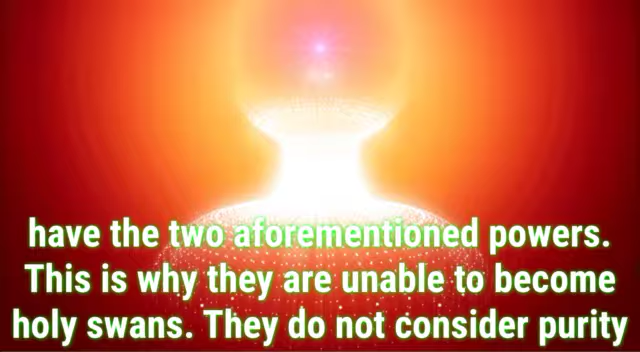 have the two aforementioned powers.
This is why they are unable to become
holy swans. They do not consider purity